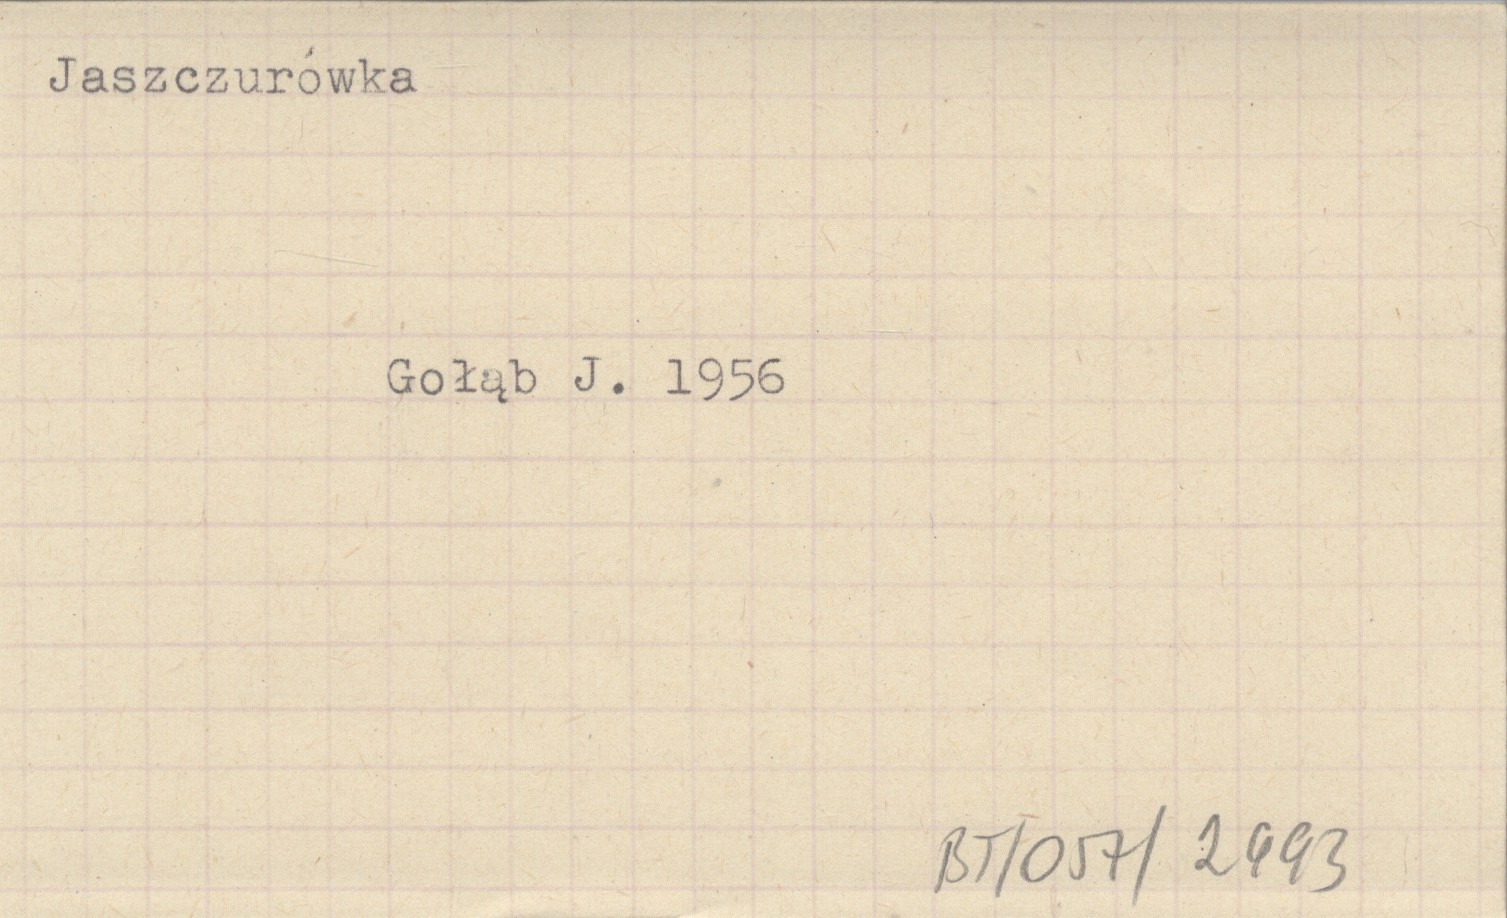 Jaszczurówka
Gołąb J. 1956
BT/057/ 2993